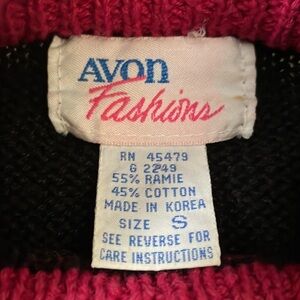 AVON
Fashions
RN 45479
G 2249
55% RAMIE
45% COTTON
MADE IN KOREA
SIZE S
SEE REVERSE FOR
CARE INSTRUCTIONS